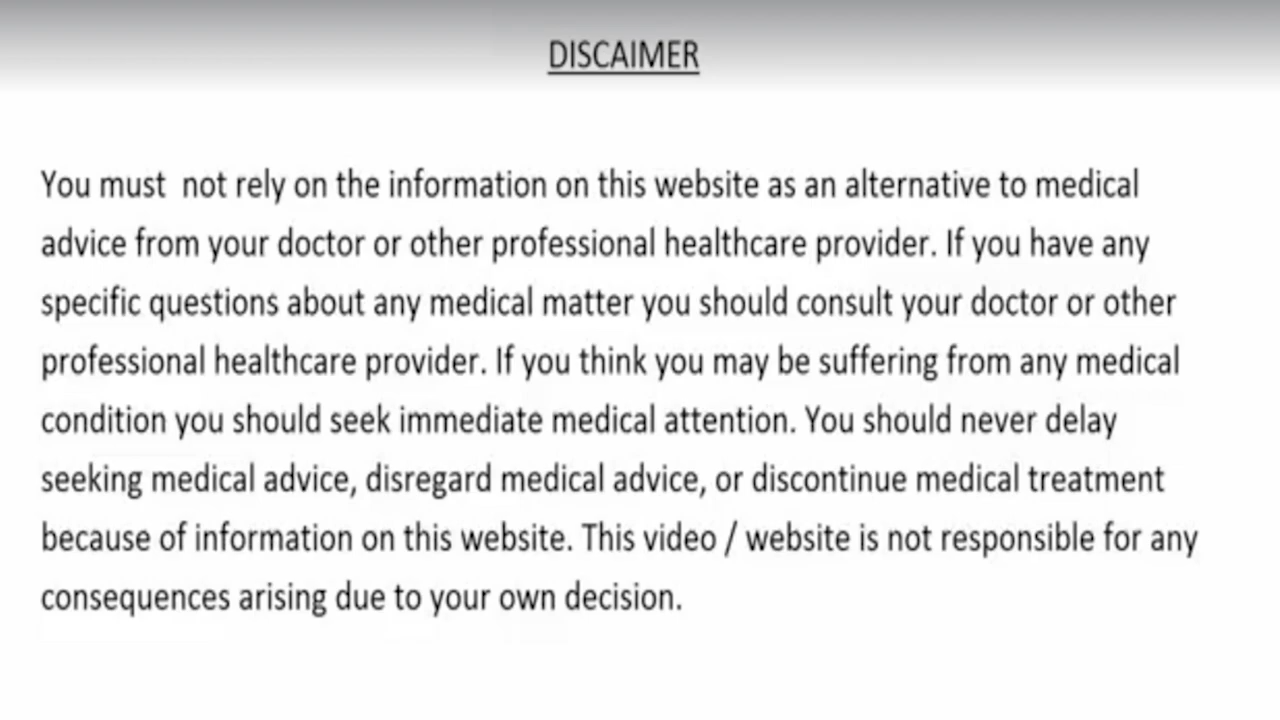 DISCAIMER
You must  not rely on the information on this website as an alternative to medical
advice from your doctor or other professional healthcare provider. If you have any
specific questions about any medical matter you should consult your doctor or other
professional healthcare provider. If you think you may be suffering from any medical
condition you should seek immediate medical attention. You should never delay
seeking medical advice, disregard medical advice, or discontinue medical treatment
because of information on this website. This video / website is not responsible for any
consequences arising due to your own decision.